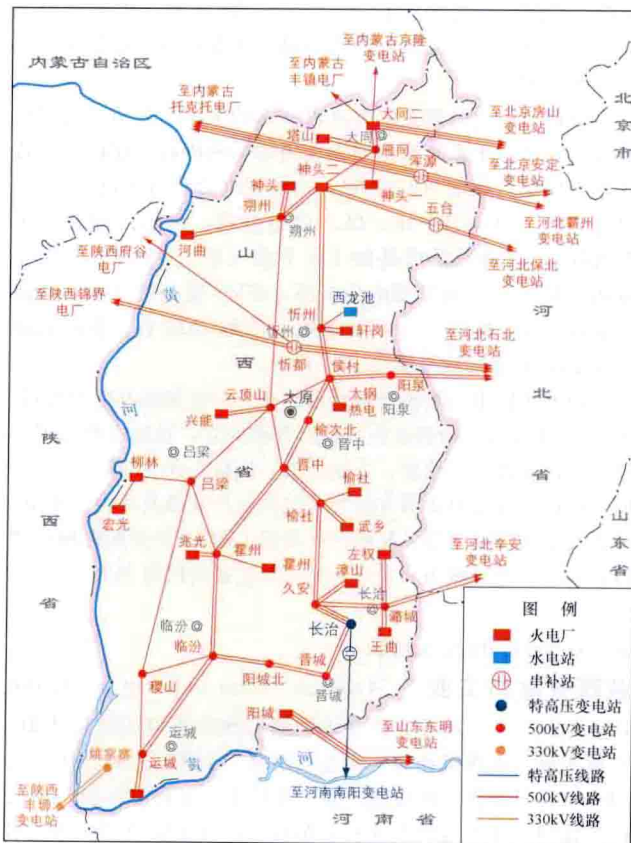 内蒙古自治区
至内蒙古京隆
变电站
至内蒙古
丰镇电厂
至内蒙古
托克托电厂
大同二
塔山
大同
雁同
至北京房山
变电站
北
京
市
浑源
至北京安定
变电站
神头
神头二
神头一
朔州
朔州
五台
至河北霸州
变电站
河曲
至河北保北
变电站
至陕西府谷
电厂
山
西
省
黄
河
至陕西锦界
电厂
西龙池
忻州
忻州
轩岗
忻都
至河北石北
变电站
河
北
省
侯村
阳泉
阳泉
云顶山
太原
太钢
热电
兴能
榆次北
晋中
吕梁
柳林
晋中
吕梁
榆社
榆社
宏光
武乡
陕
西
省
山
东
省
兆光
霍州
霍州
左权
漳山
至河北辛安
变电站
久安
长治
潞城
王曲
长治
临汾
临汾
阳城北
晋城
晋城
稷山
阳城
至山东东明
变电站
运城
运城
姚家寨
黄
河
至陕西
丰塬
变电站
至河南南阳变电站
河南省
图例
火电厂
水电站
串补站
特高压变电站
500kV变电站
330kV变电站
特高压线路
500kV线路
330kV线路